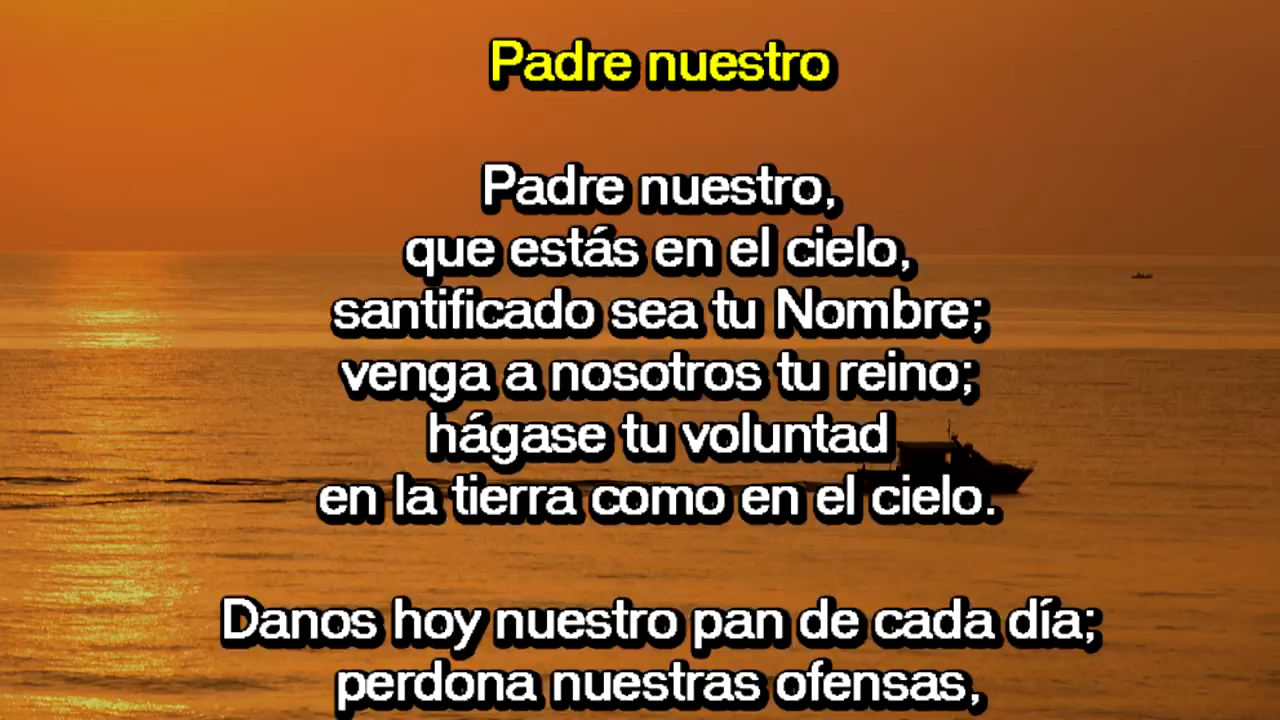 Padre nuestro
Padre nuestro,
que estás en el cielo,
santificado sea tu Nombre;
venga a nosotros tu reino;
hágase tu voluntad
en la tierra como en el cielo.
Danos hoy nuestro pan de cada día;
perdona nuestras ofensas,